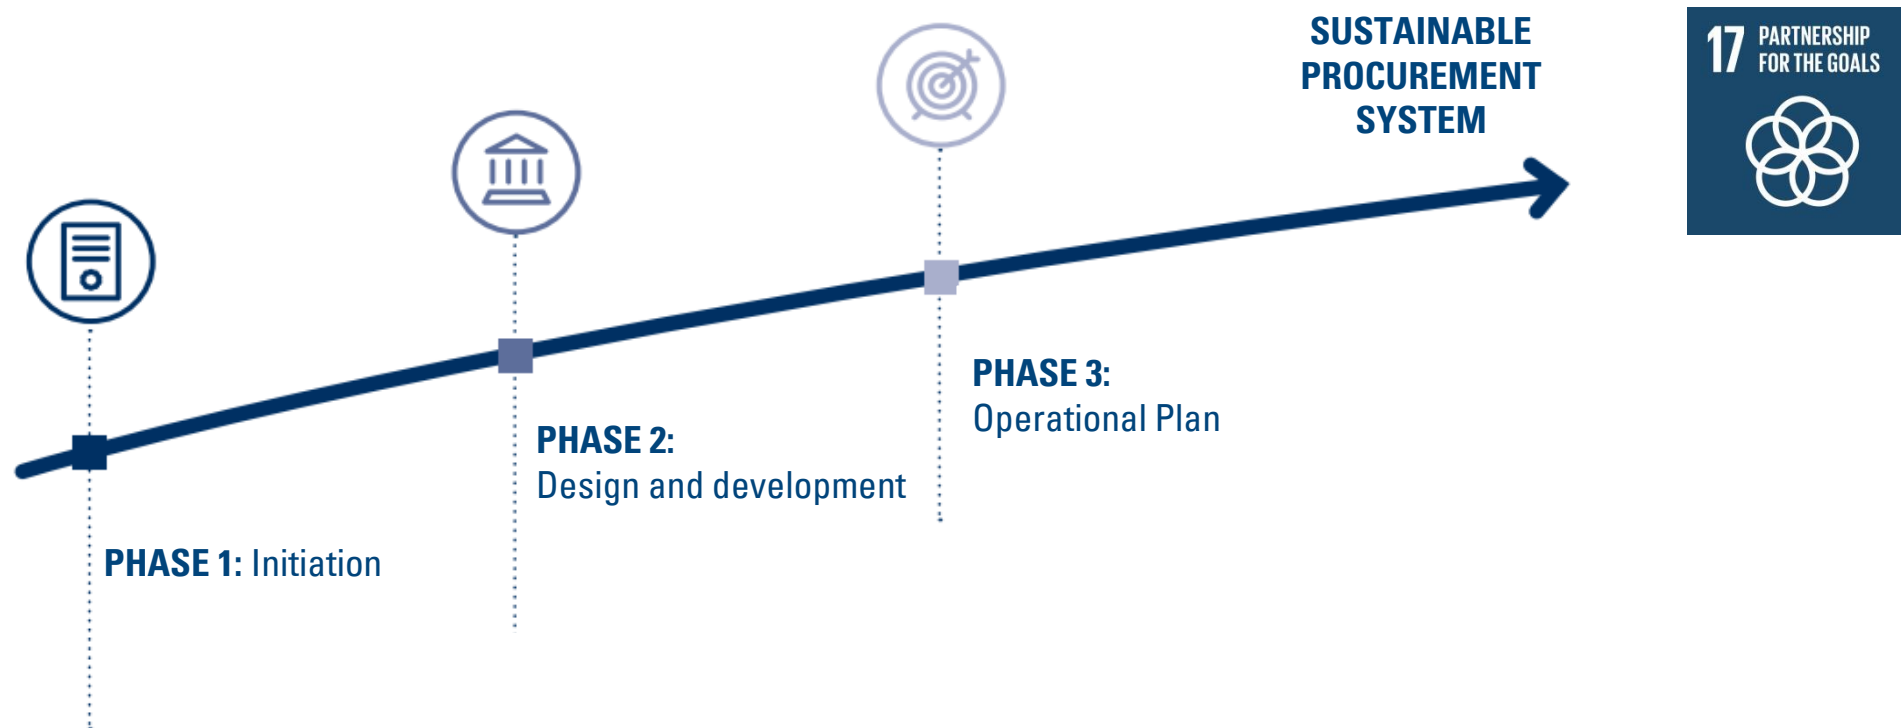 SUSTAINABLE
PROCUREMENT
SYSTEM
17 PARTNERSHIP
FOR THE GOALS
PHASE 3:
Operational Plan
PHASE 2:
Design and development
PHASE 1: Initiation